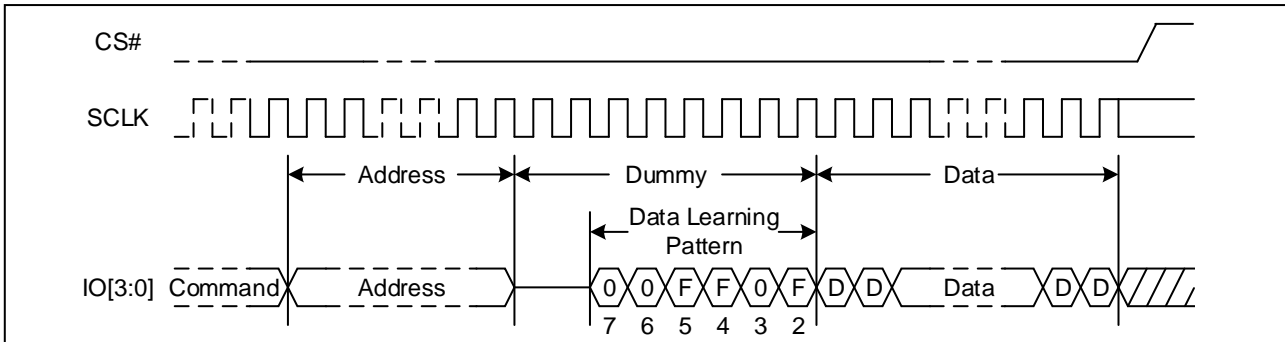 CS#
SCLK
Address Dummy Data
Data Learning
Pattern
IO[3:0] Command Address 0 0 F F 0 F D D Data D D
7 6 5 4 3 2